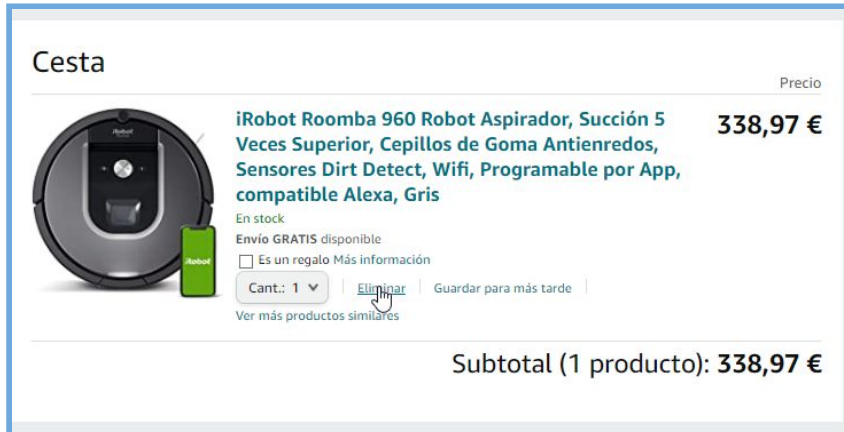 Cesta
Precio
iRobot Roomba 960 Robot Aspirador, Succión 5
338,97 €
Veces Superior, Cepillos de Goma Antienredos,
Sensores Dirt Detect, Wifi, Programable por App,
compatible Alexa, Gris
En stock
Envío GRATIS disponible
Es un regalo Más información
Cant.: 1 Eliminar Guardar para más tarde
Ver más productos similares
Subtotal (1 producto): 338,97 €
iRobot